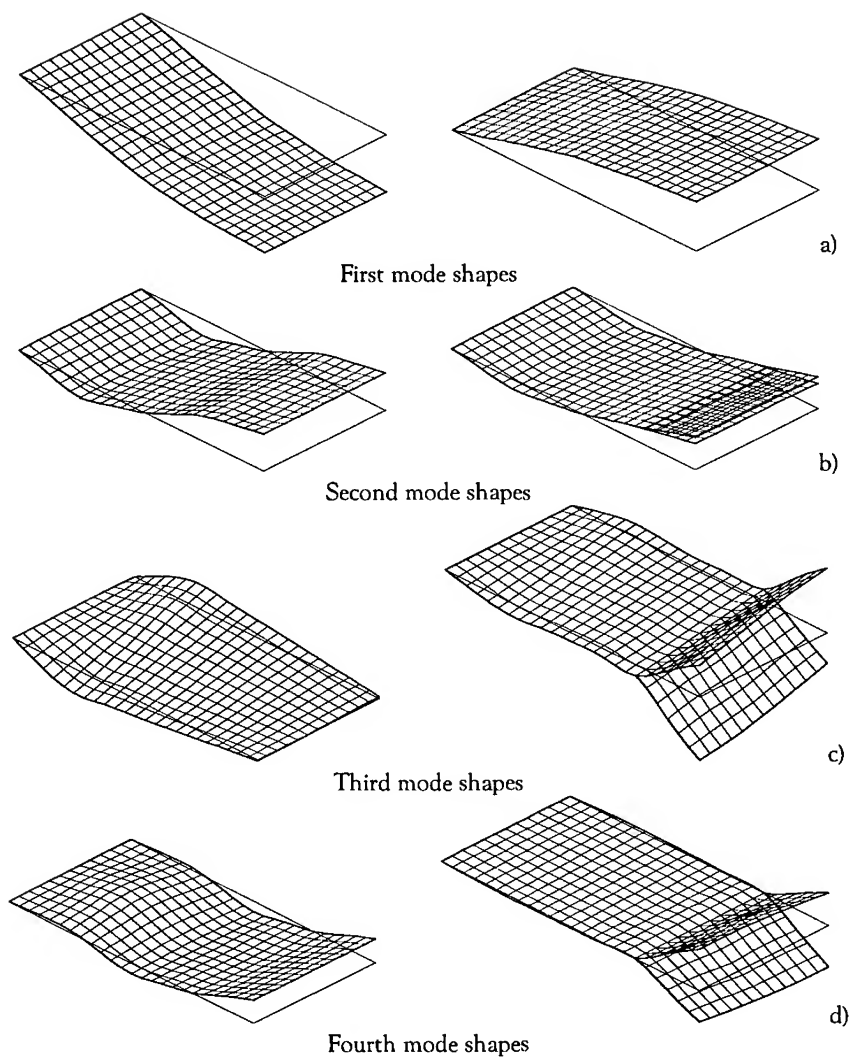 a)
First mode shapes
b)
Second mode shapes
c)
Third mode shapes
d)
Fourth mode shapes